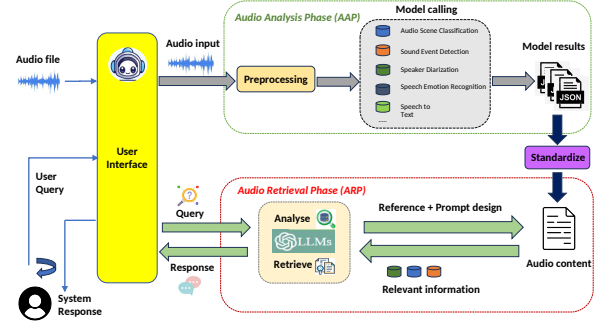 Audio Analysis Phase (AAP)
Model calling
Audio file
Audio input
Audio Scene Classification
Sound Event Detection
Speaker Diarization
Speech Emotion Recognition
Speech to
Text
....
Preprocessing
Model results
JSON
User
Interface
Standardize
User
Query
Audio Retrieval Phase (ARP)
Query
Analyse
LLMs
Retrieve
Reference + Prompt design
Response
Audio content
Relevant information
System
Response